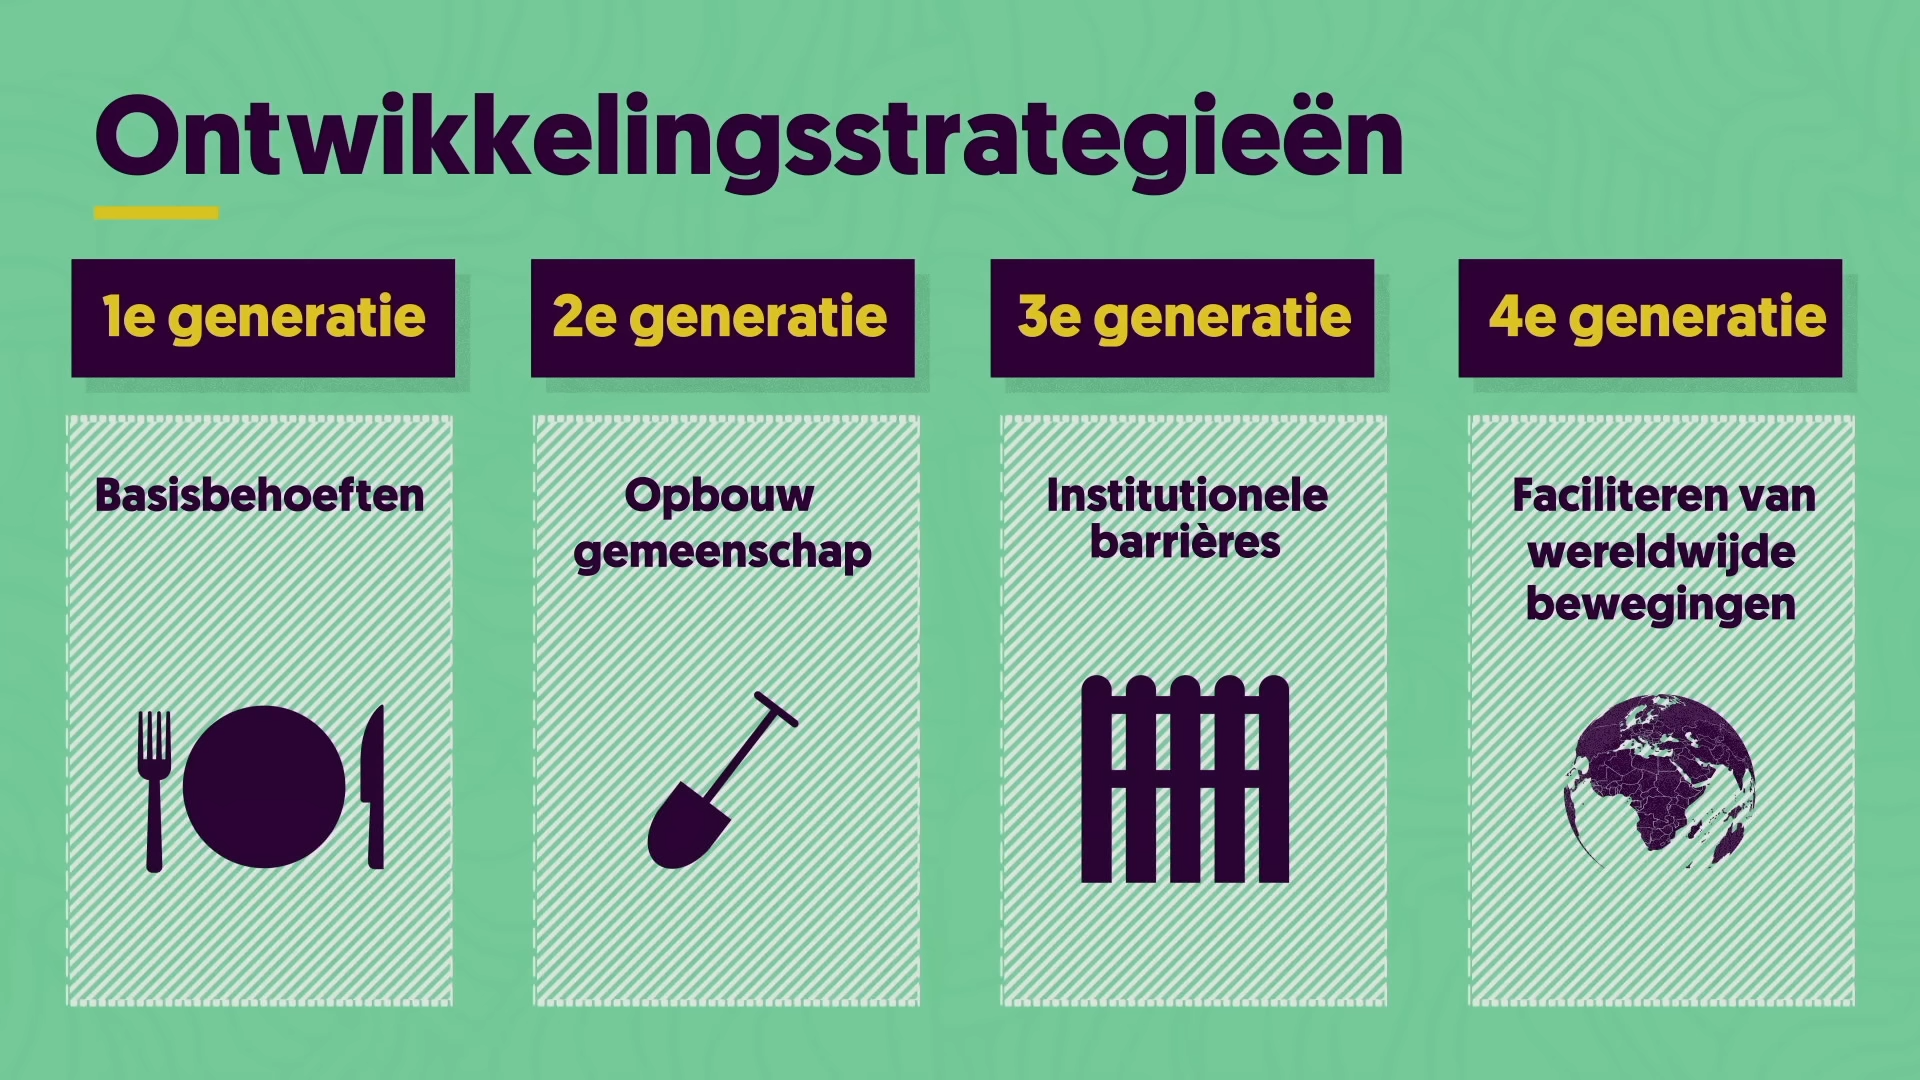 Ontwikkelingsstrategieën
1e generatie
2e generatie
3e generatie
4e generatie
Basisbehoeften
Opbouw
gemeenschap
Institutionele
barrières
Faciliteren van
wereldwijde
bewegingen